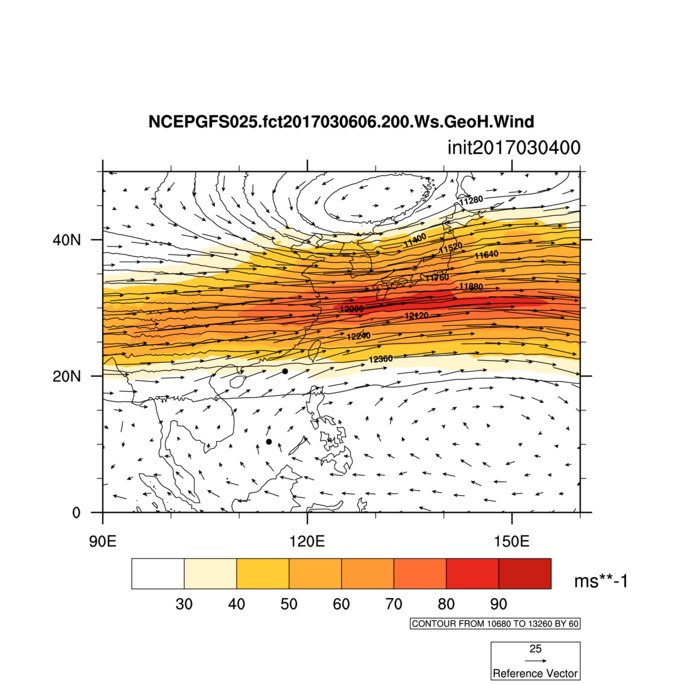 NCEPGFS025.fct2017030606.200.Ws.GeoH.Wind
init2017030400
11280
40N
11400
11520
11640
11760
11880
12000
12120
12240
12360
20N
0
90E 120E 150E
ms**-1
30 40 50 60 70 80 90
CONTOUR FROM 10680 TO 13260 BY 60
25
Reference Vector